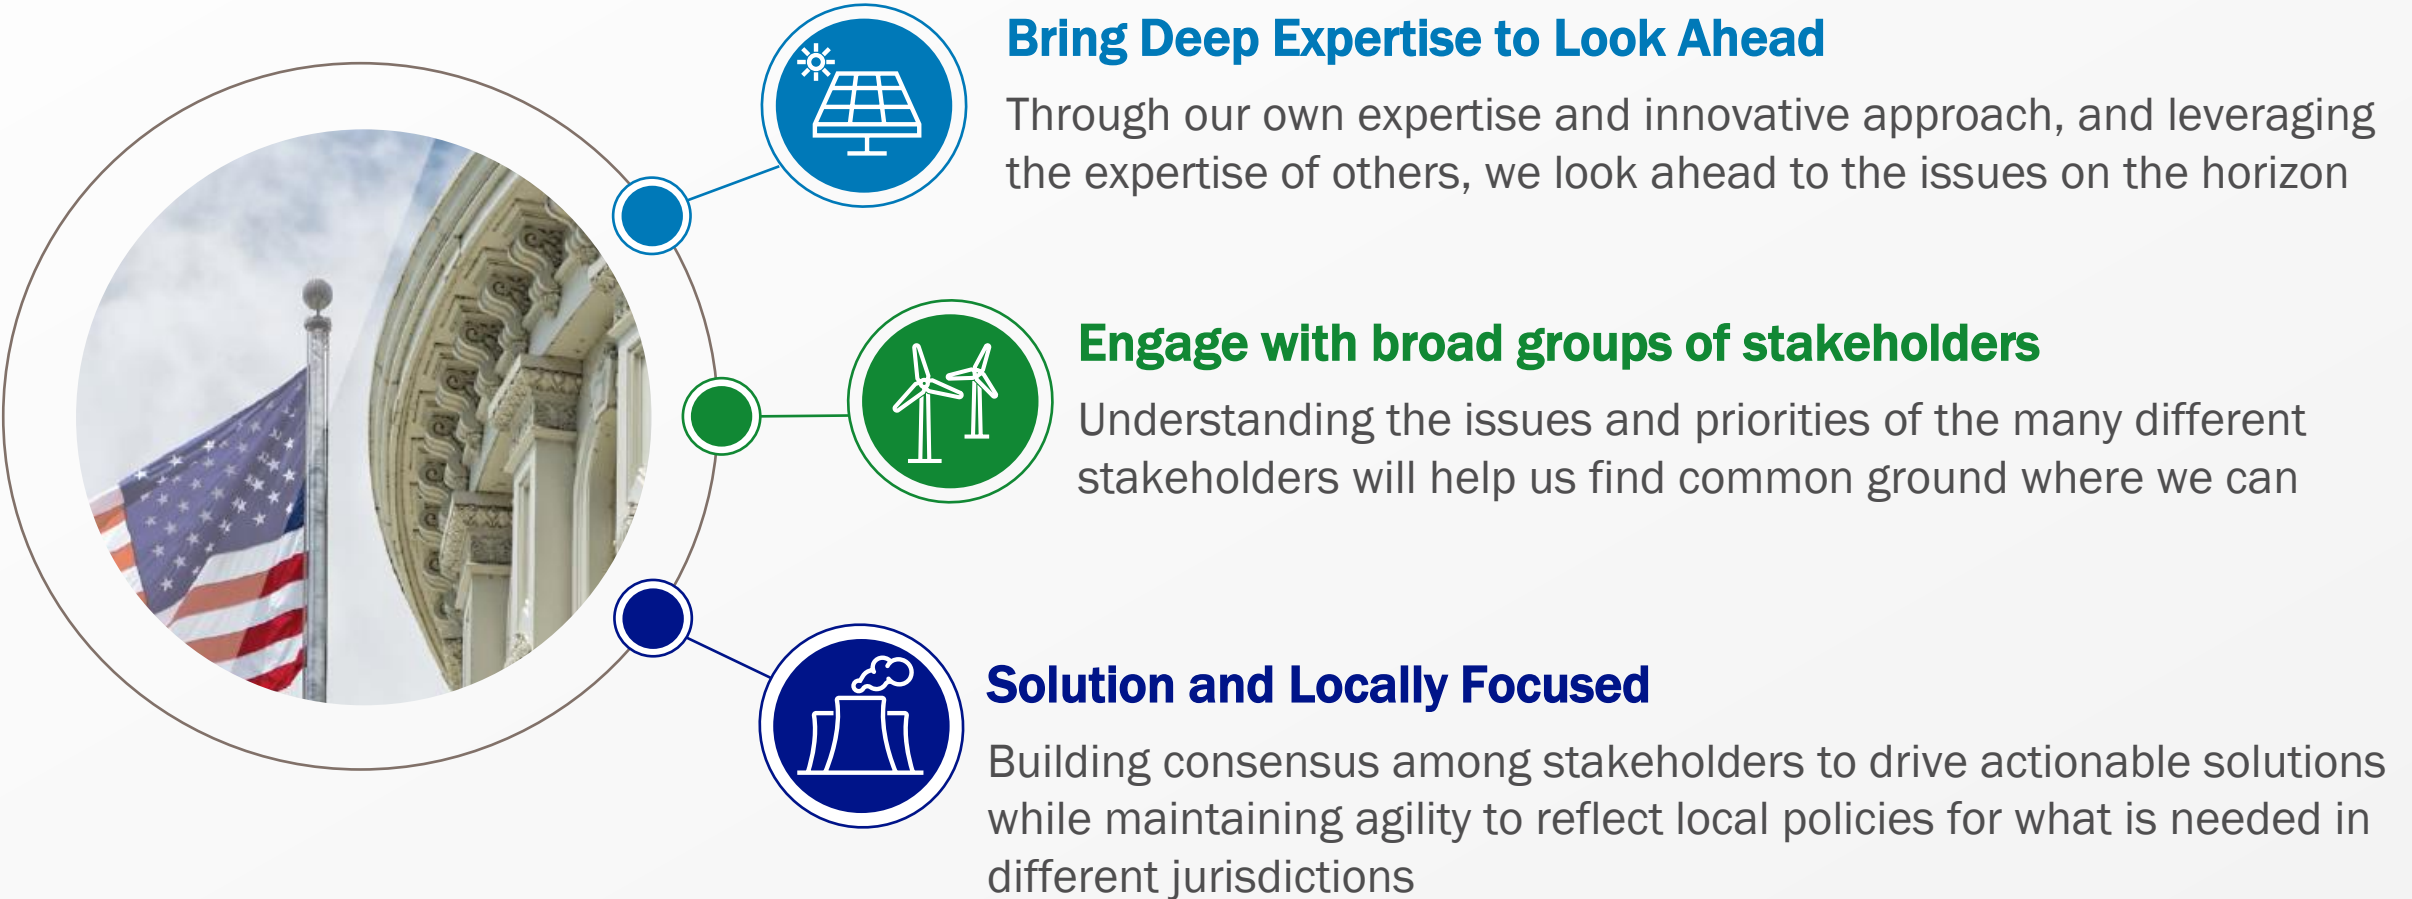 Bring Deep Expertise to Look Ahead
Through our own expertise and innovative approach, and leveraging
the expertise of others, we look ahead to the issues on the horizon
Engage with broad groups of stakeholders
Understanding the issues and priorities of the many different
stakeholders will help us find common ground where we can
Solution and Locally Focused
Building consensus among stakeholders to drive actionable solutions
while maintaining agility to reflect local policies for what is needed in
different jurisdictions